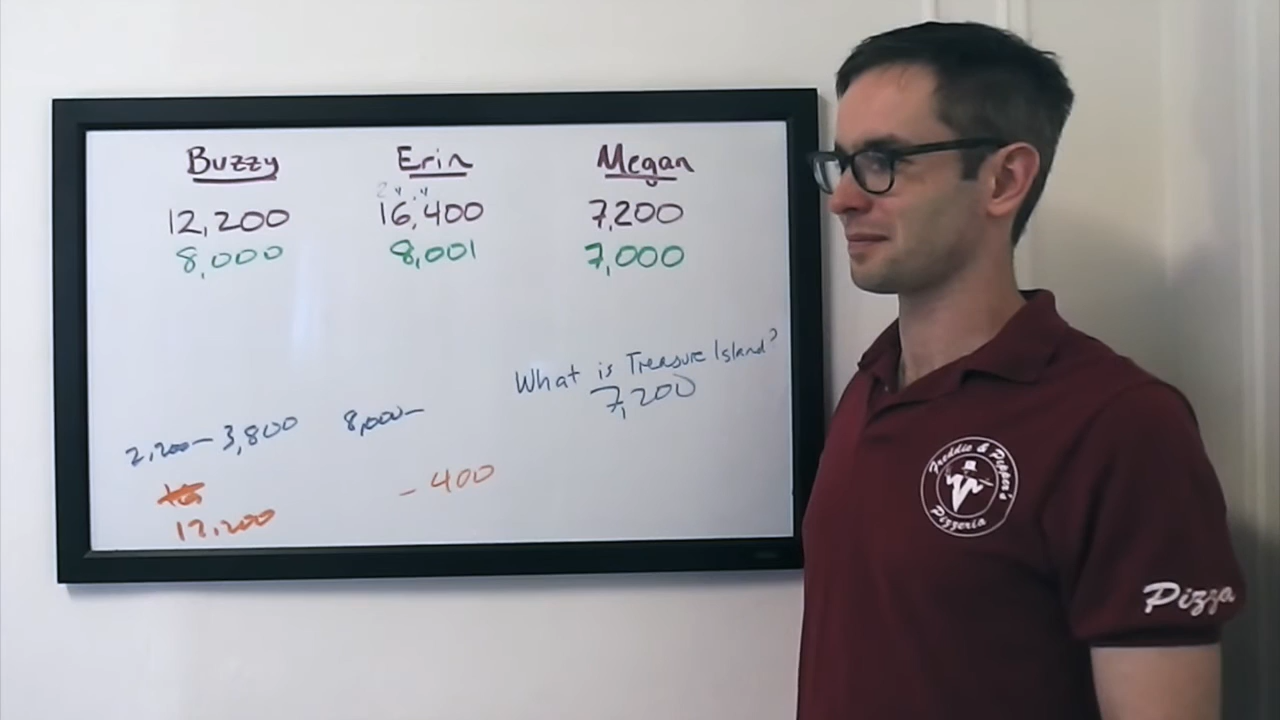 Buzzy Erin Megan
12,200 16,400 7,200
8,000 8,001 7,000
What is Treasure Island?
7,200
2,200- 3,800 8,000-
- 400
12,200
Freddie & Pepper's
Pizzeria
Pizza